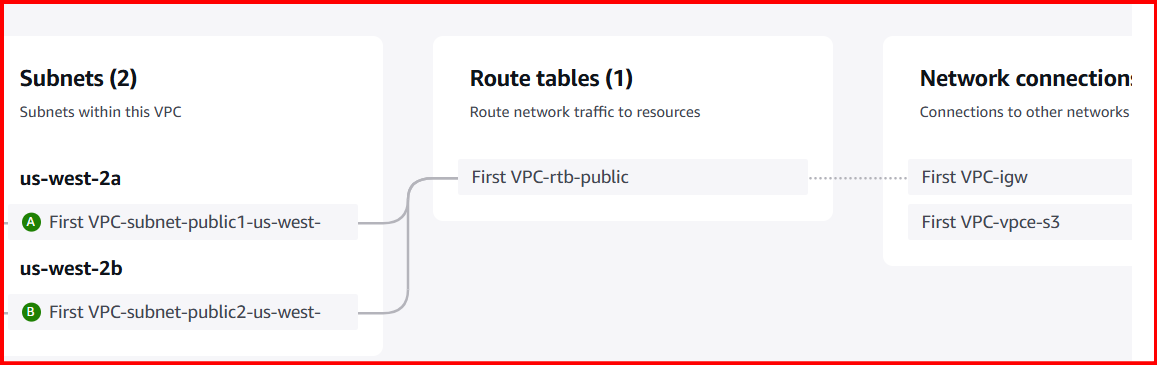 Subnets (2)
Subnets within this VPC
us-west-2a
A First VPC-subnet-public1-us-west-
us-west-2b
B First VPC-subnet-public2-us-west-
Route tables (1)
Route network traffic to resources
First VPC-rtb-public
Network connections
Connections to other networks
First VPC-igw
First VPC-vpce-s3